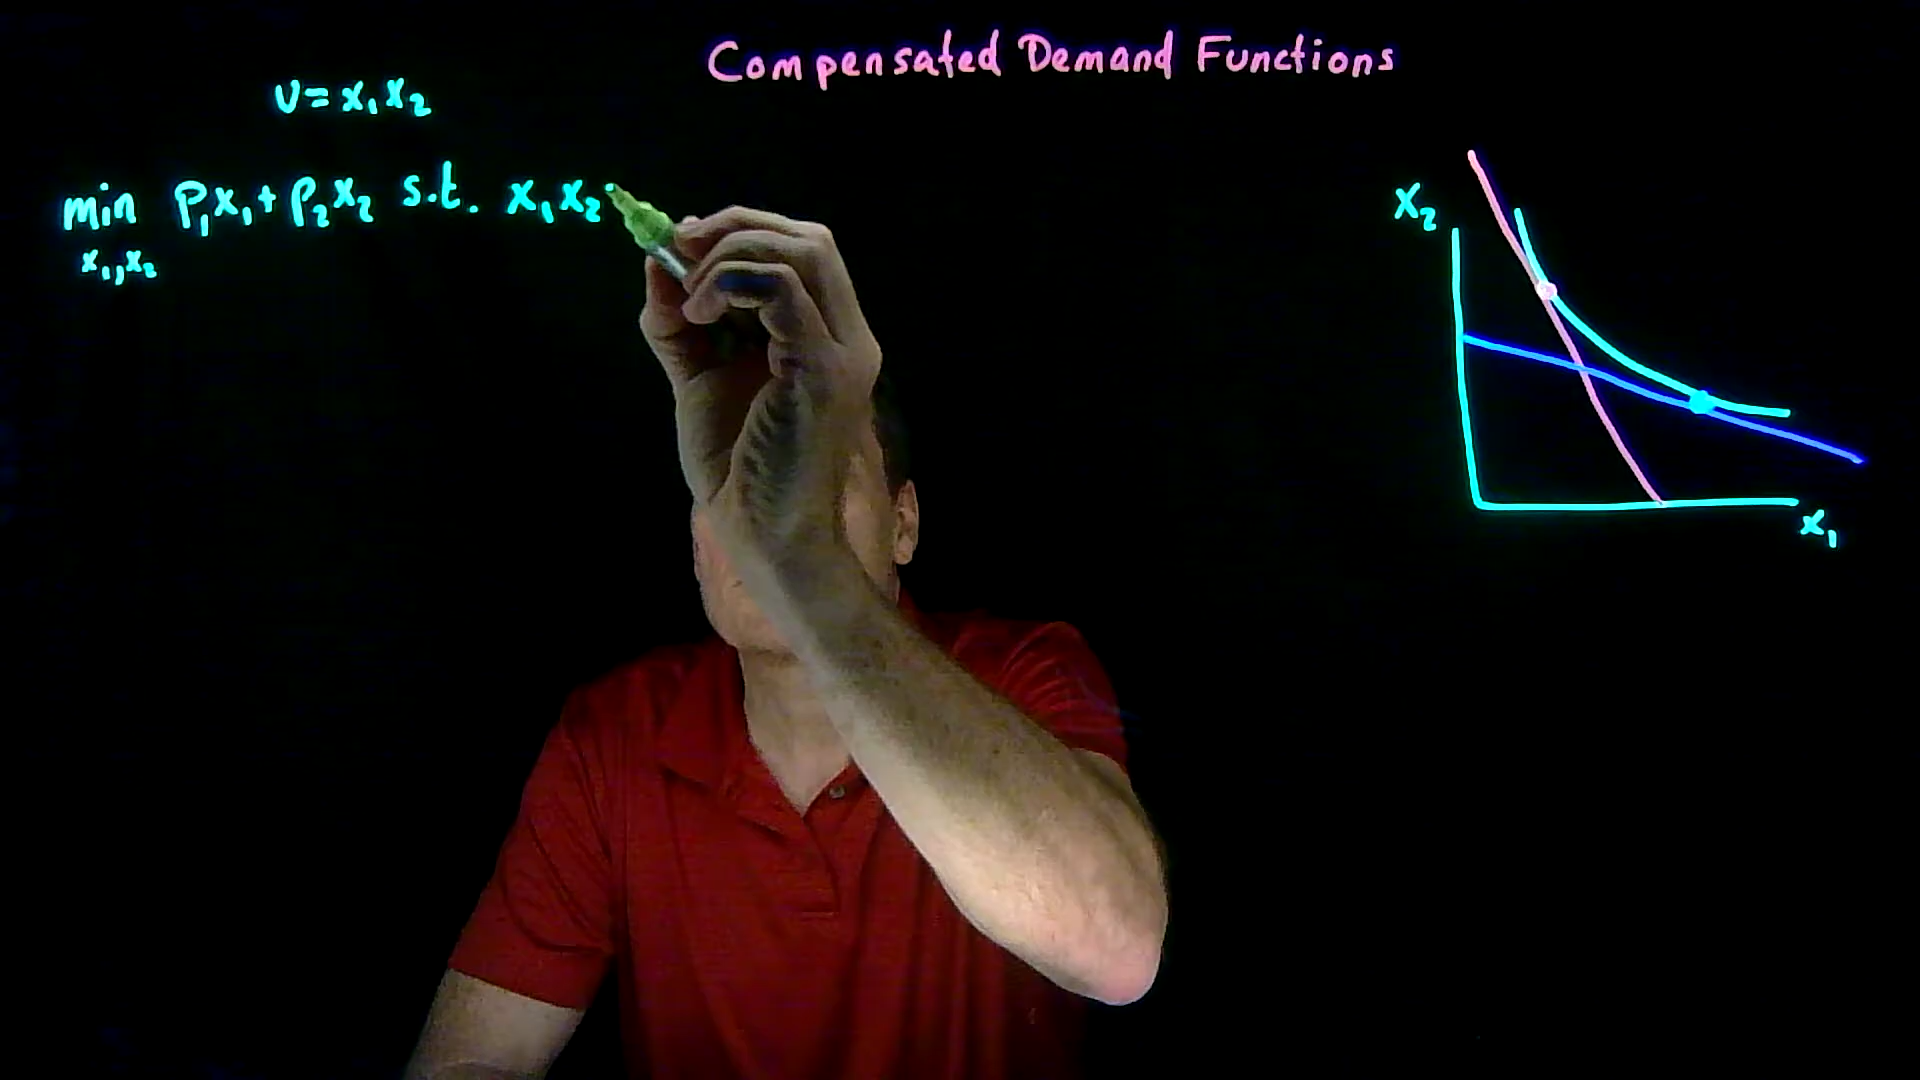 Compensated Demand Functions
U = x₁x₂
min P₁x₁ + P₂x₂ s.t. x₁x₂
x₁,x₂
x₂
x₁